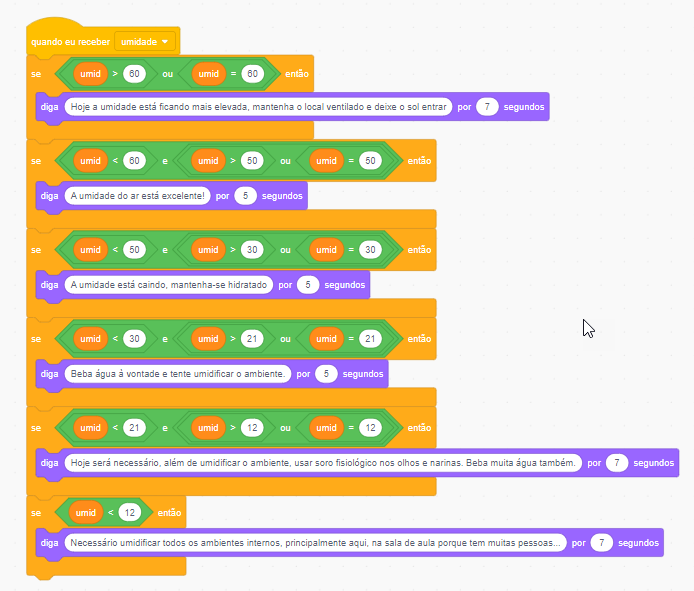 quando eu receber umidade
se umid > 60 ou umid = 60 então
diga Hoje a umidade está ficando mais elevada, mantenha o local ventilado e deixe o sol entrar por 7 segundos
se umid < 60 e umid > 50 ou umid = 50 então
diga A umidade do ar está excelente! por 5 segundos
se umid < 50 e umid > 30 ou umid = 30 então
diga A umidade está caindo, mantenha-se hidratado por 5 segundos
se umid < 30 e umid > 21 ou umid = 21 então
diga Beba água à vontade e tente umidificar o ambiente. por 5 segundos
se umid < 21 e umid > 12 ou umid = 12 então
diga Hoje será necessário, além de umidificar o ambiente, usar soro fisiológico nos olhos e narinas. Beba muita água também. por 7 segundos
se umid < 12 então
diga Necessário umidificar todos os ambientes internos, principalmente aqui, na sala de aula porque tem muitas pessoas... por 7 segundos